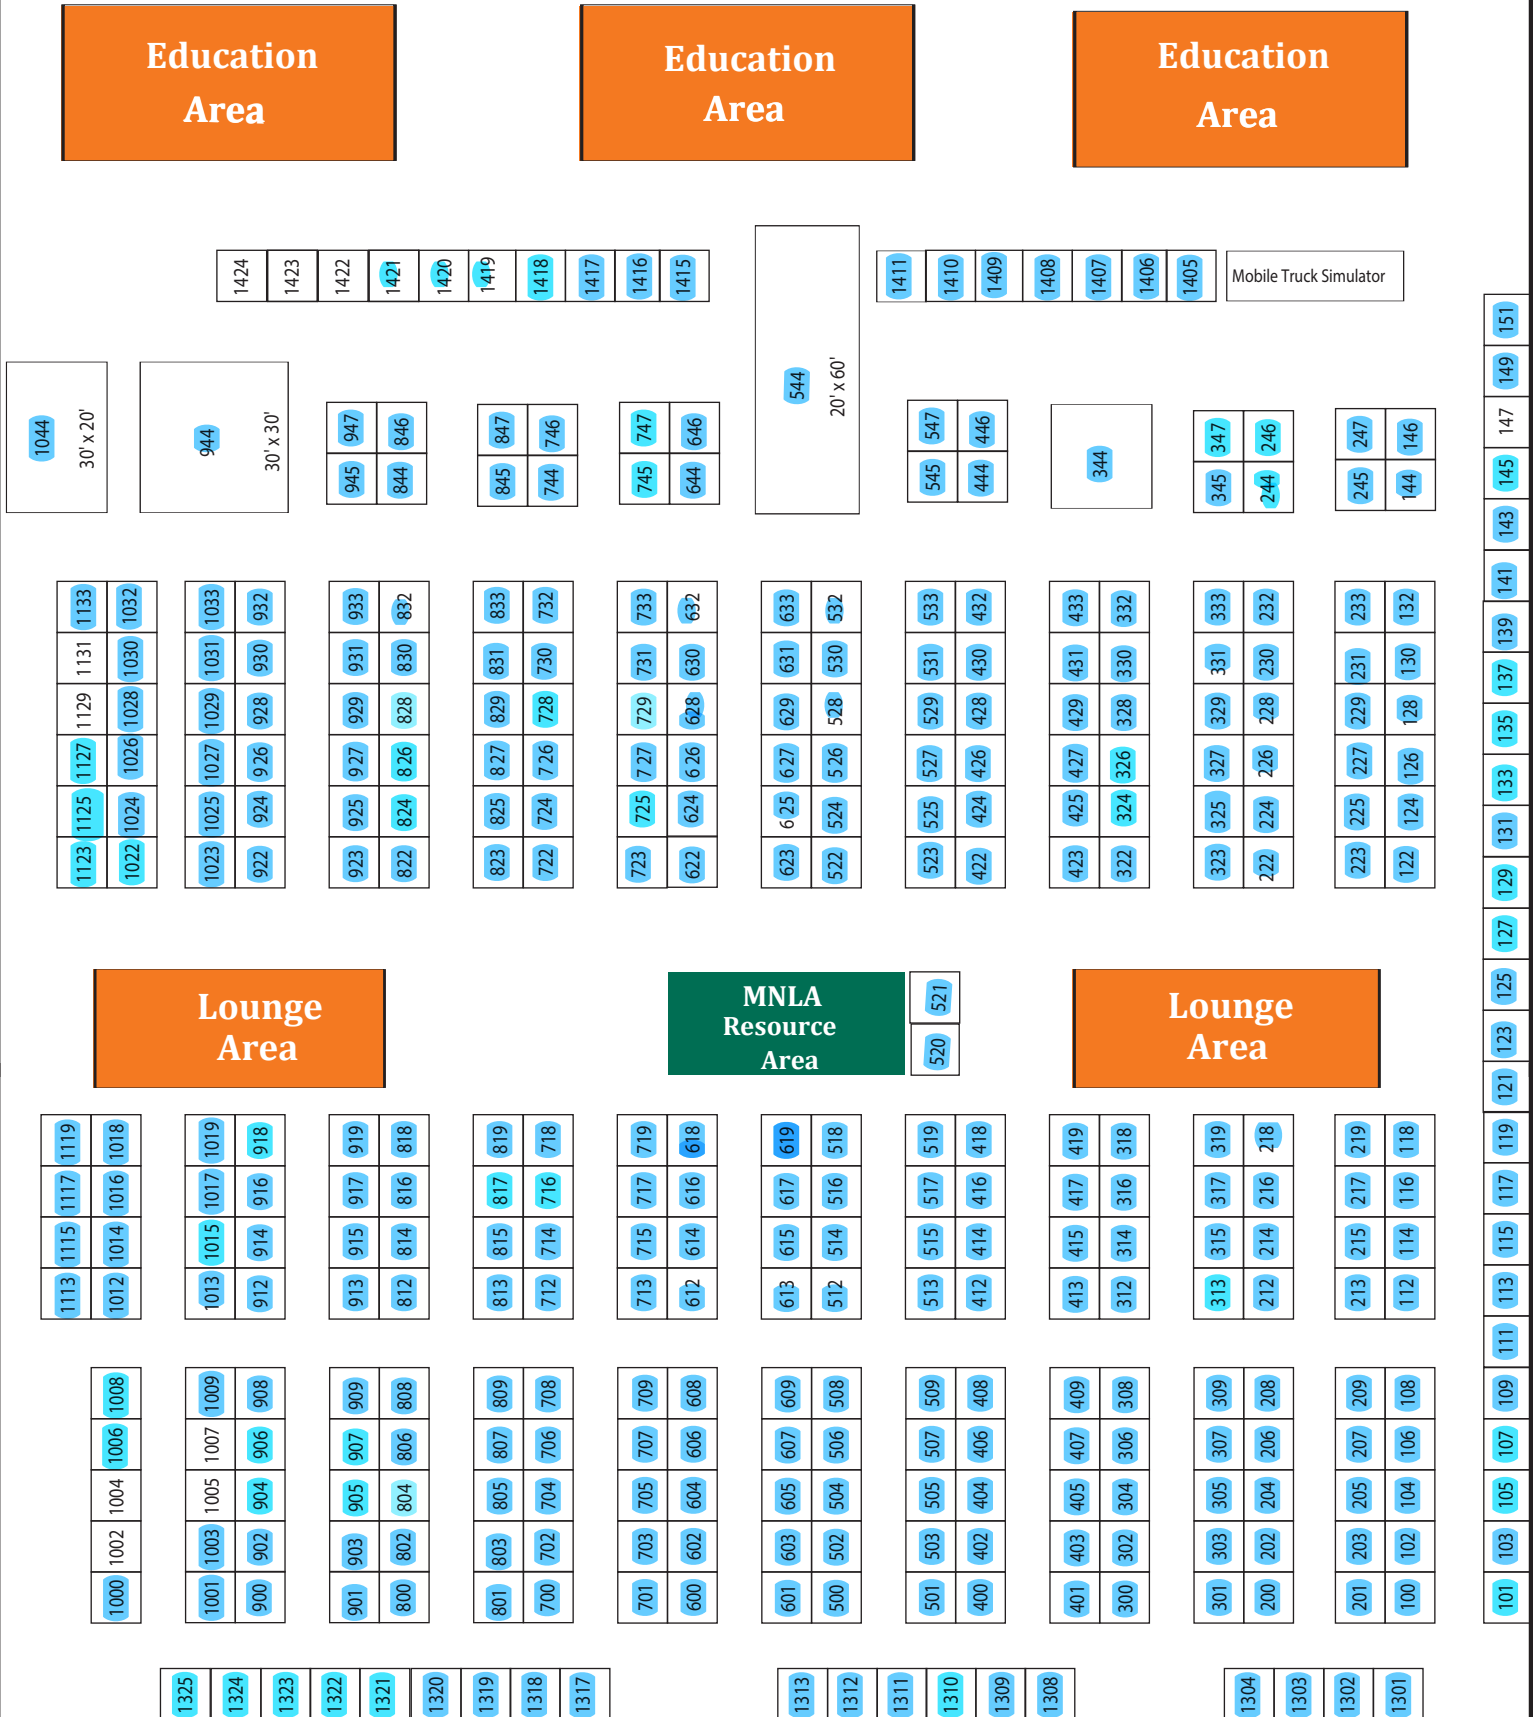 Education Education Education
Area Area Area
1424 1423 1422 1421 1420 1419 1418 1417 1416 1415 1411 1410 1409 1408 1407 1406 1405 Mobile Truck Simulator
1044 30' x 20' 944 30' x 30' 544 20' x 60' 344
947 846 847 746 747 646 547 446 347 246 247 146
945 844 845 744 745 644 545 444 345 244 245 144
1133 1032 1033 932 933 832 833 732 733 632 633 532 533 432 433 332 333 232 233 132
1131 1030 1031 930 931 830 831 730 731 630 631 530 531 430 431 330 331 230 231 130
1129 1028 1029 928 929 828 829 728 729 628 629 528 529 428 429 328 329 228 229 128
1127 1026 1027 926 927 826 827 726 727 626 627 526 527 426 427 326 327 226 227 126
1125 1024 1025 924 925 824 825 724 725 624 625 524 525 424 425 324 325 224 225 124
1123 1022 1023 922 923 822 823 722 723 622 623 522 523 422 423 322 323 222 223 122
Lounge
Area
MNLA
Resource
Area
521
520
Lounge
Area
1119 1018 1019 918 919 818 819 718 719 618 619 518 519 418 419 318 319 218 219 118
1117 1016 1017 916 917 816 817 716 717 616 617 516 517 416 417 316 317 216 217 116
1115 1014 1015 914 915 814 815 714 715 614 615 514 515 414 415 314 315 214 215 114
1113 1012 1013 912 913 812 813 712 713 612 613 512 513 412 413 312 313 212 213 112
1008 1009 908 909 808 809 708 709 608 609 508 509 408 409 308 309 208 209 108
1006 1007 906 907 806 807 706 707 606 607 506 507 406 407 306 307 206 207 106
1004 1005 904 905 804 805 704 705 604 605 504 505 404 405 304 305 204 205 104
1002 1003 902 903 802 803 702 703 602 603 502 503 402 403 302 303 202 203 102
1000 1001 900 901 800 801 700 701 600 601 500 501 400 401 300 301 200 201 100
1325 1324 1323 1322 1321 1320 1319 1318 1317 1313 1312 1311 1310 1309 1308 1304 1303 1302 1301
151
149
147
145
143
141
139
137
135
133
131
129
127
125
123
121
119
117
115
113
111
109
107
105
103
101